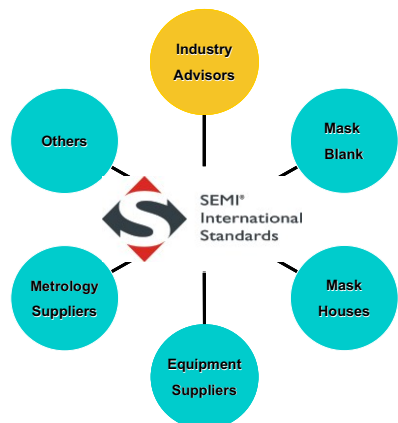 Industry
Advisors
Others
Mask
Blank
SEMI®
International
Standards
Metrology
Suppliers
Mask
Houses
Equipment
Suppliers